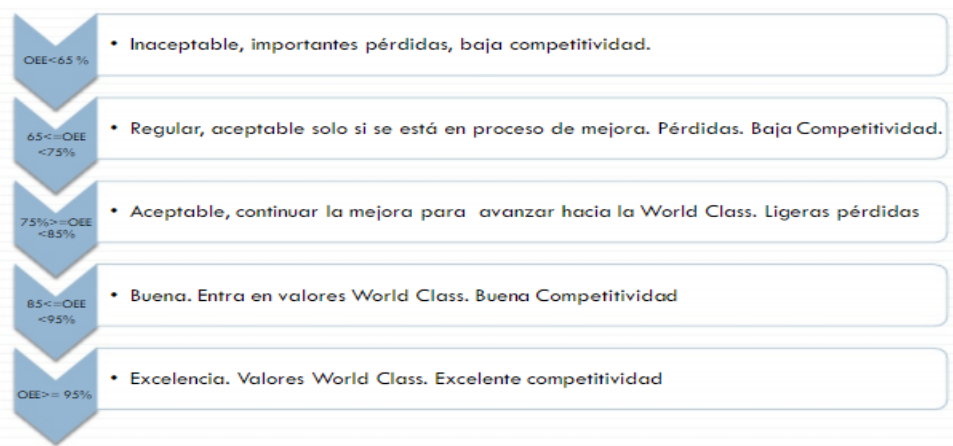 OEE<65 %
• Inaceptable, importantes pérdidas, baja competitividad.
65<=OEE
<75%
• Regular, aceptable solo si se está en proceso de mejora. Pérdidas. Baja Competitividad.
75%>=OEE
<85%
• Aceptable, continuar la mejora para avanzar hacia la World Class. Ligeras pérdidas
85<=OEE
<95%
• Buena. Entra en valores World Class. Buena Competitividad
OEE>= 95%
• Excelencia. Valores World Class. Excelente competitividad